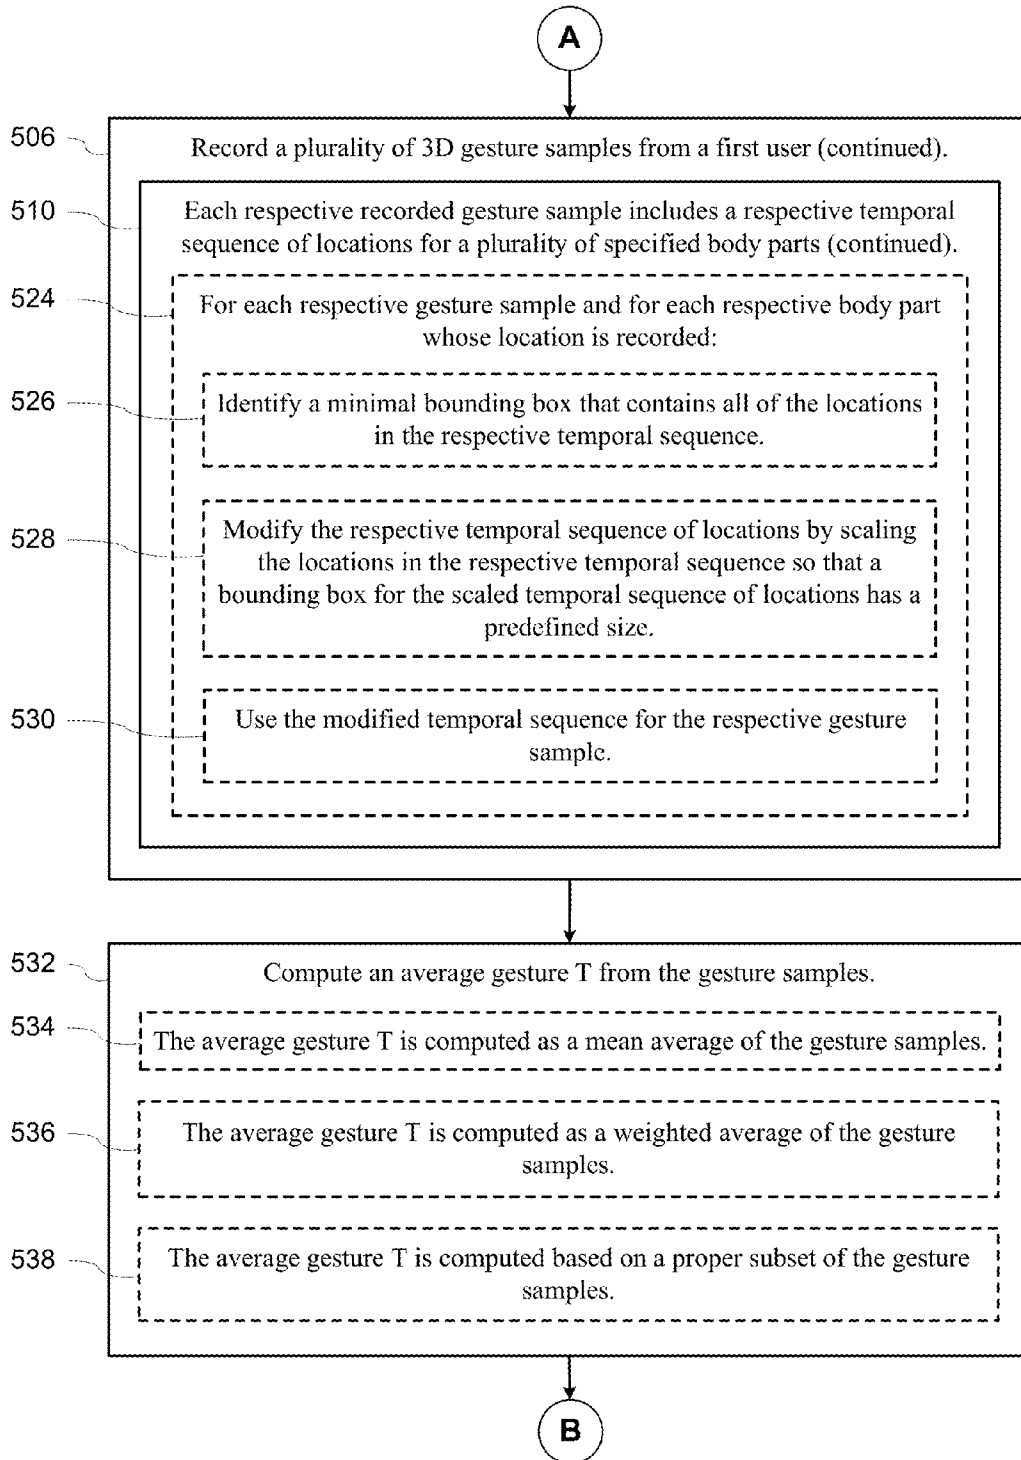 A
506
Record a plurality of 3D gesture samples from a first user (continued).
510
Each respective recorded gesture sample includes a respective temporal
sequence of locations for a plurality of specified body parts (continued).
524
For each respective gesture sample and for each respective body part
whose location is recorded:
526
Identify a minimal bounding box that contains all of the locations
in the respective temporal sequence.
528
Modify the respective temporal sequence of locations by scaling
the locations in the respective temporal sequence so that a
bounding box for the scaled temporal sequence of locations has a
predefined size.
530
Use the modified temporal sequence for the respective gesture
sample.
532
Compute an average gesture T from the gesture samples.
534
The average gesture T is computed as a mean average of the gesture samples.
536
The average gesture T is computed as a weighted average of the gesture
samples.
538
The average gesture T is computed based on a proper subset of the gesture
samples.
B